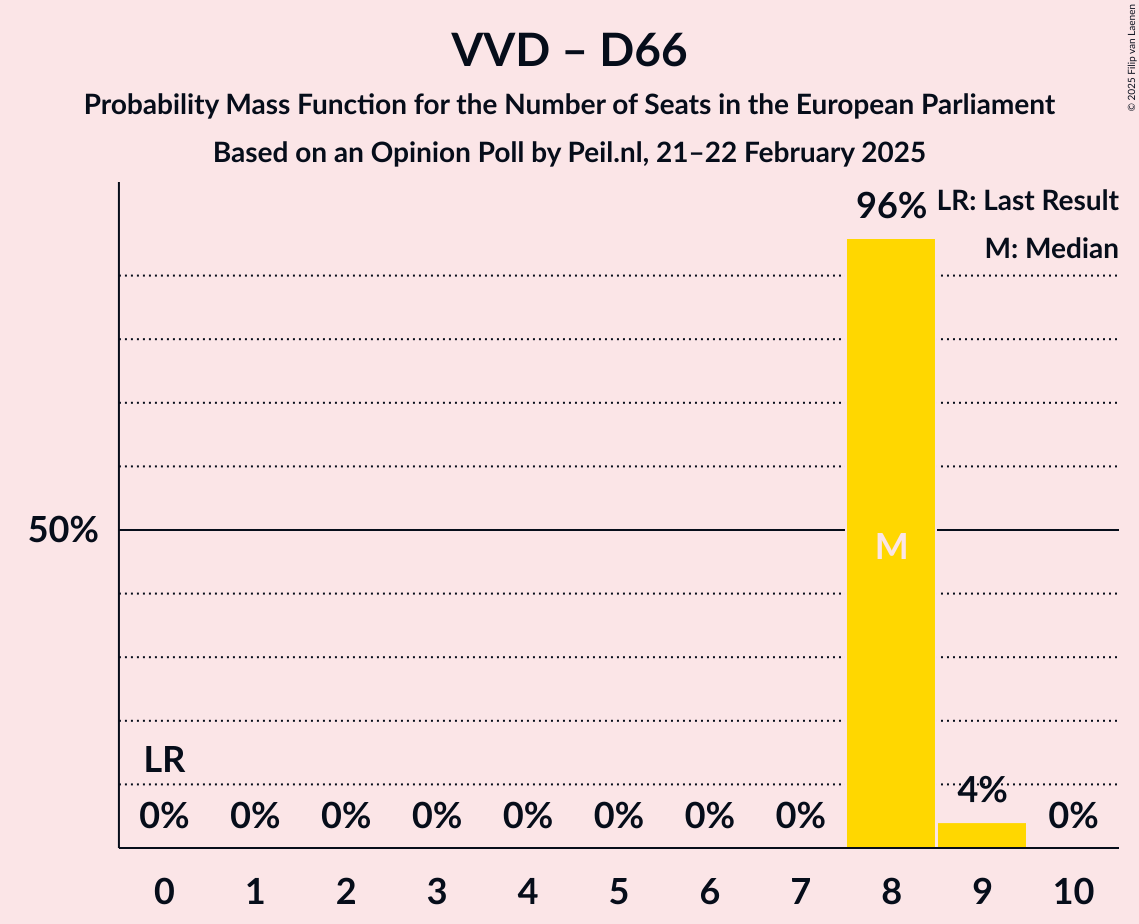 VVD – D66
Probability Mass Function for the Number of Seats in the European Parliament
Based on an Opinion Poll by Peil.nl, 21–22 February 2025
© 2025 Filip van Laenen
LR: Last Result
M: Median
50%
LR
M
0% 0% 0% 0% 0% 0% 0% 0% 96% 4% 0%
0 1 2 3 4 5 6 7 8 9 10